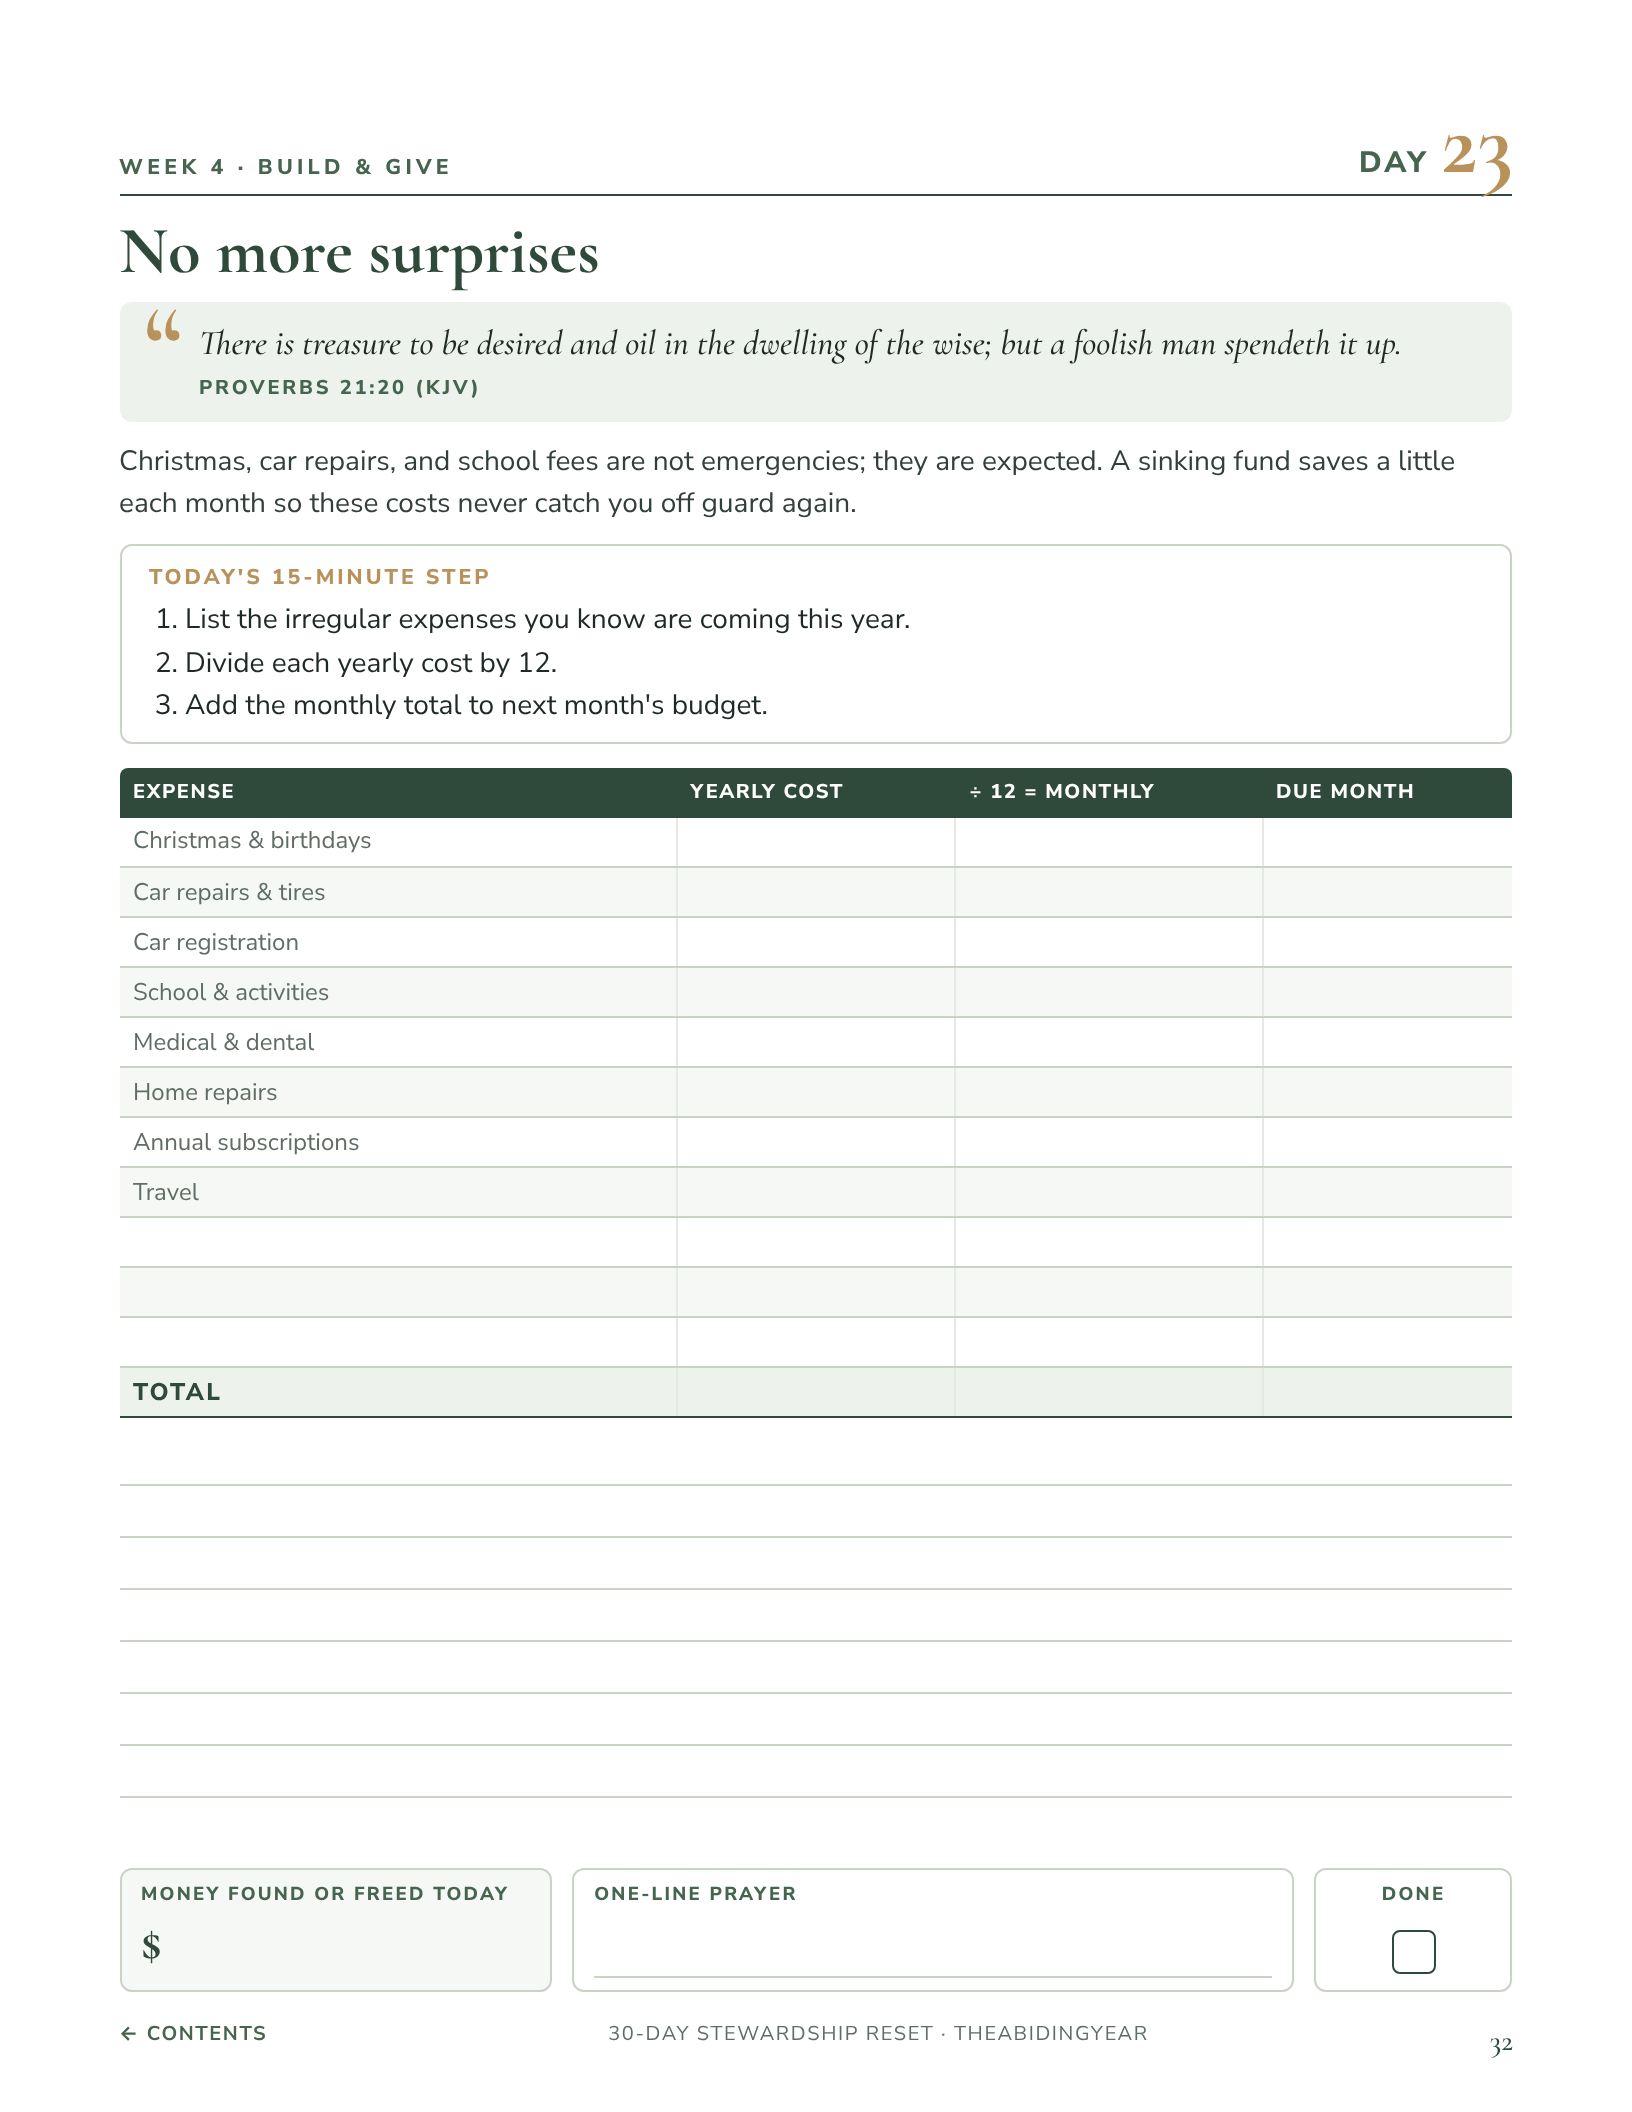 WEEK 4 · BUILD & GIVE
DAY 23
No more surprises
“ There is treasure to be desired and oil in the dwelling of the wise; but a foolish man spendeth it up.
PROVERBS 21:20 (KJV)
Christmas, car repairs, and school fees are not emergencies; they are expected. A sinking fund saves a little
each month so these costs never catch you off guard again.
TODAY'S 15-MINUTE STEP
1. List the irregular expenses you know are coming this year.
2. Divide each yearly cost by 12.
3. Add the monthly total to next month's budget.
EXPENSE YEARLY COST ÷ 12 = MONTHLY DUE MONTH
Christmas & birthdays
Car repairs & tires
Car registration
School & activities
Medical & dental
Home repairs
Annual subscriptions
Travel
TOTAL
MONEY FOUND OR FREED TODAY
$
ONE-LINE PRAYER
DONE
← CONTENTS
30-DAY STEWARDSHIP RESET · THEABIDINGYEAR
32